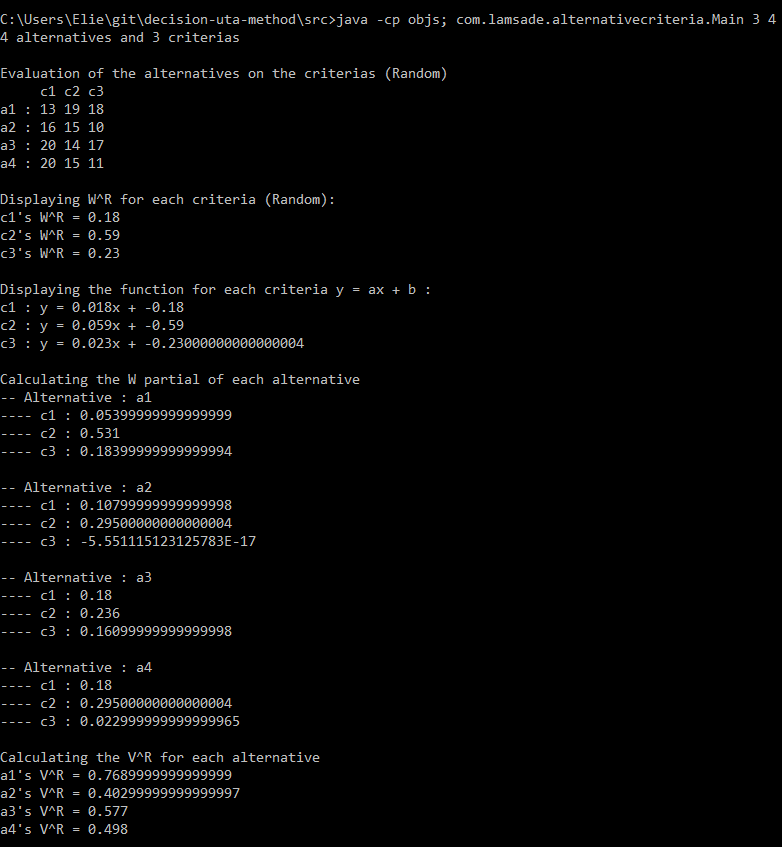 C:\Users\Elie\git\decision-uta-method\src>java -cp objs; com.lamsade.alternativecriteria.Main 3 4
4 alternatives and 3 criterias
Evaluation of the alternatives on the criterias (Random)
c1 c2 c3
a1 : 13 19 18
a2 : 16 15 10
a3 : 20 14 17
a4 : 20 15 11
Displaying W^R for each criteria (Random):
c1's W^R = 0.18
c2's W^R = 0.59
c3's W^R = 0.23
Displaying the function for each criteria y = ax + b :
c1 : y = 0.018x + -0.18
c2 : y = 0.059x + -0.59
c3 : y = 0.023x + -0.23000000000000004
Calculating the W partial of each alternative
-- Alternative : a1
---- c1 : 0.05399999999999999
---- c2 : 0.531
---- c3 : 0.18399999999999994
-- Alternative : a2
---- c1 : 0.10799999999999998
---- c2 : 0.29500000000000004
---- c3 : -5.551115123125783E-17
-- Alternative : a3
---- c1 : 0.18
---- c2 : 0.236
---- c3 : 0.16099999999999998
-- Alternative : a4
---- c1 : 0.18
---- c2 : 0.29500000000000004
---- c3 : 0.022999999999999965
Calculating the V^R for each alternative
a1's V^R = 0.7689999999999999
a2's V^R = 0.40299999999999997
a3's V^R = 0.577
a4's V^R = 0.498